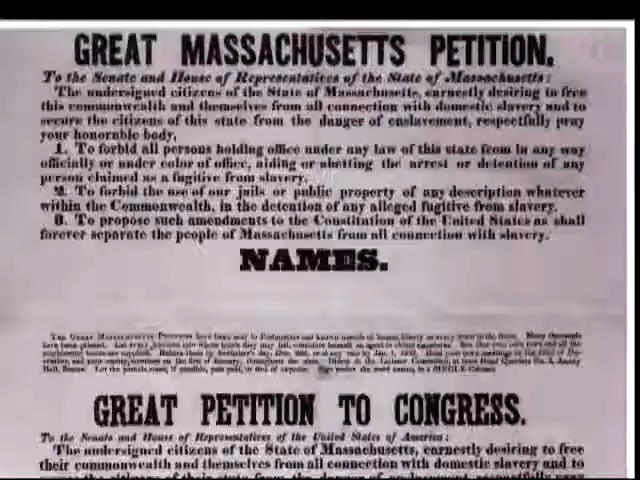 GREAT MASSACHUSETTS PETITION.
To the Senate and House of Representatives of the State of Massachusetts:
The undersigned citizens of the State of Massachusetts, earnestly desiring to free
this commonwealth and themselves from all connection with domestic slavery and to
secure the citizens of this state from the danger of enslavement, respectfully pray
your honorable body,
1. To forbid all persons holding office under any law of this state from in any way
officially or under color of office, aiding or abetting the arrest or detention of any
person claimed as a fugitive from slavery.
2. To forbid the use of our jails or public property of any description whatever
within the Commonwealth, in the detention of any alleged fugitive from slavery.
3. To propose such amendments to the Constitution of the United States as shall
forever separate the people of Massachusetts from all connection with slavery.
NAMES.
THE GREAT MASSACHUSETTS PETITION
GREAT PETITION TO CONGRESS.
To the Senate and House of Representatives of the United States of America:
The undersigned citizens of the State of Massachusetts, earnestly desiring to free
their commonwealth and themselves from all connection with domestic slavery and to